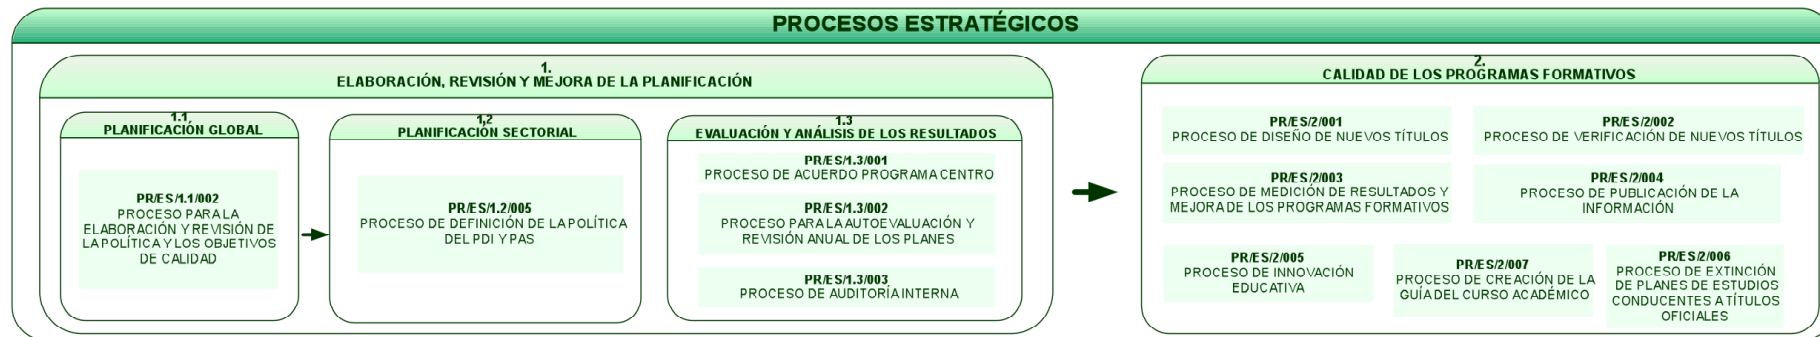 PROCESOS ESTRATÉGICOS
1.
ELABORACIÓN, REVISIÓN Y MEJORA DE LA PLANIFICACIÓN
1.1.
PLANIFICACIÓN GLOBAL
PR/ES/1.1/002
PROCESO PARA LA
ELABORACIÓN Y REVISIÓN DE
LA POLÍTICA Y LOS OBJETIVOS
DE CALIDAD
1,2
PLANIFICACIÓN SECTORIAL
PR/ES/1.2/005
PROCESO DE DEFINICIÓN DE LA POLÍTICA
DEL PDI Y PAS
1.3
EVALUACIÓN Y ANÁLISIS DE LOS RESULTADOS
PR/ES/1.3/001
PROCESO DE ACUERDO PROGRAMA CENTRO
PR/ES/1.3/002
PROCESO PARA LA AUTOEVALUACIÓN Y
REVISIÓN ANUAL DE LOS PLANES
PR/ES/1.3/003
PROCESO DE AUDITORÍA INTERNA
2.
CALIDAD DE LOS PROGRAMAS FORMATIVOS
PR/ES/2/001
PROCESO DE DISEÑO DE NUEVOS TÍTULOS
PR/ES/2/002
PROCESO DE VERIFICACIÓN DE NUEVOS TÍTULOS
PR/ES/2/003
PROCESO DE MEDICIÓN DE RESULTADOS Y
MEJORA DE LOS PROGRAMAS FORMATIVOS
PR/ES/2/004
PROCESO DE PUBLICACIÓN DE LA
INFORMACIÓN
PR/ES/2/005
PROCESO DE INNOVACIÓN
EDUCATIVA
PR/ES/2/007
PROCESO DE CREACIÓN DE LA
GUÍA DEL CURSO ACADÉMICO
PR/ES/2/006
PROCESO DE EXTINCIÓN
DE PLANES DE ESTUDIOS
CONDUCENTES A TÍTULOS
OFICIALES